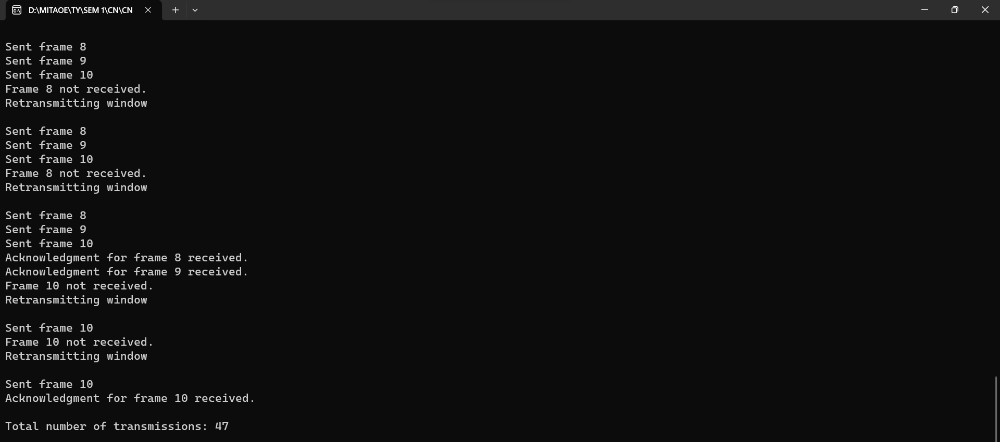 D:\MITAOE\TY\SEM 1\CN\CN
Sent frame 8
Sent frame 9
Sent frame 10
Frame 8 not received.
Retransmitting window
Sent frame 8
Sent frame 9
Sent frame 10
Frame 8 not received.
Retransmitting window
Sent frame 8
Sent frame 9
Sent frame 10
Acknowledgment for frame 8 received.
Acknowledgment for frame 9 received.
Frame 10 not received.
Retransmitting window
Sent frame 10
Frame 10 not received.
Retransmitting window
Sent frame 10
Acknowledgment for frame 10 received.
Total number of transmissions: 47